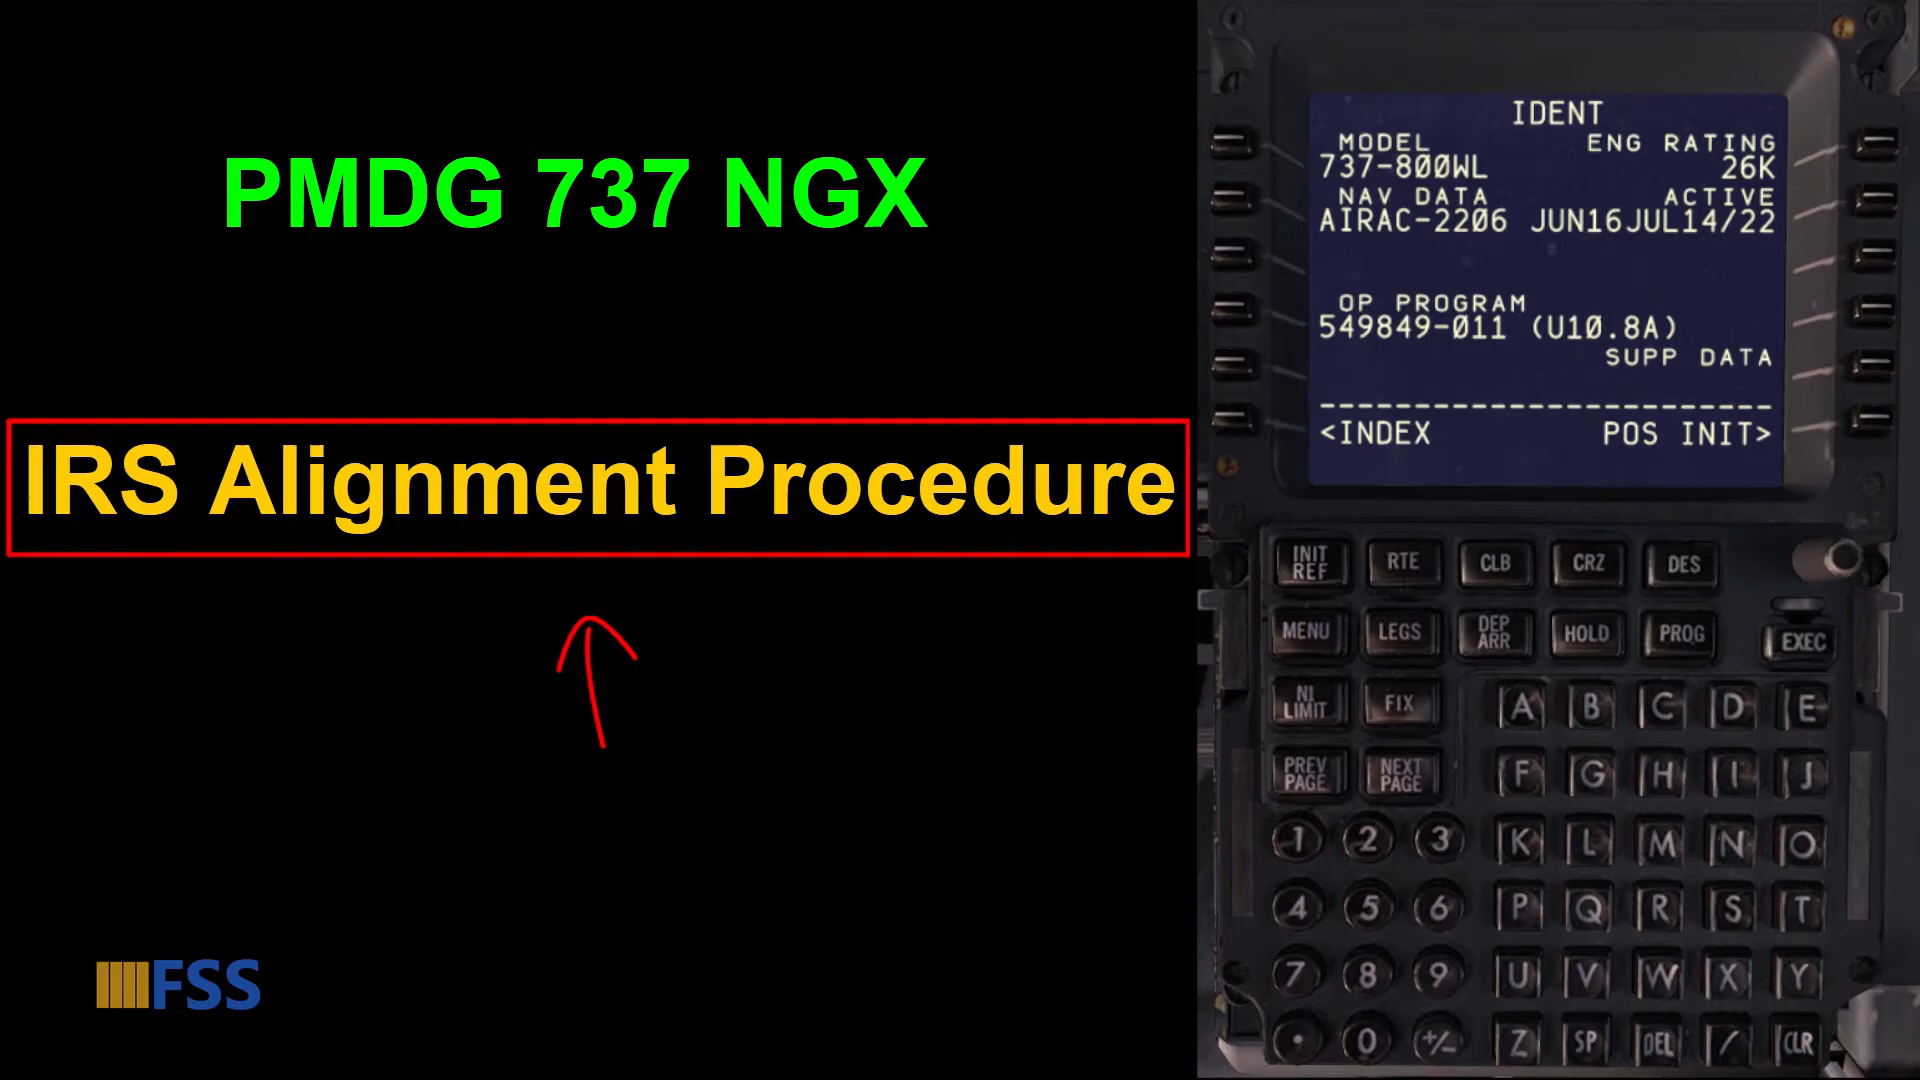 PMDG 737 NGX
IRS Alignment Procedure
FSS
IDENT
MODEL ENG RATING
737-800WL 26K
NAV DATA ACTIVE
AIRAC-2206 JUN16JUL14/22
OP PROGRAM
549849-011 (U10.8A)
SUPP DATA
------------------------
<INDEX POS INIT>
INIT REF RTE CLB CRZ DES
MENU LEGS DEP ARR HOLD PROG EXEC
N1 LIMIT FIX A B C D E
PREV PAGE NEXT PAGE F G H I J
1 2 3 K L M N O
4 5 6 P Q R S T
7 8 9 U V W X Y
. 0 +/- Z SP DEL / CLR